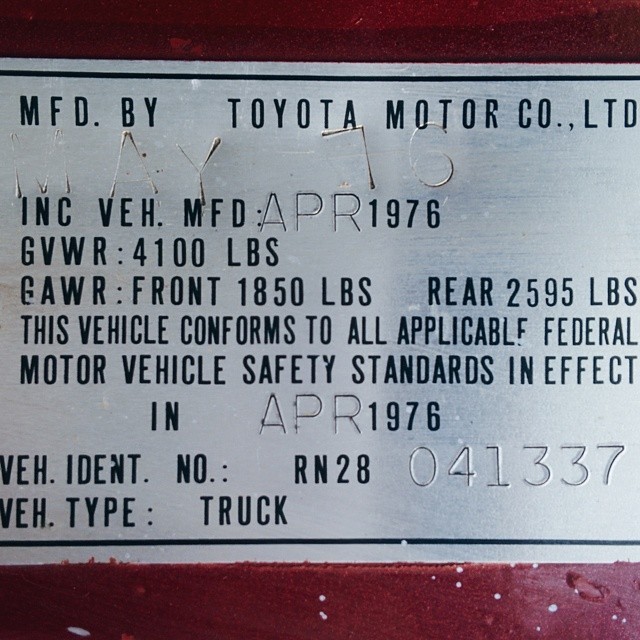 MFD. BY TOYOTA MOTOR CO.,LTD
MAY -76
INC VEH. MFD:APR1976
GVWR:4100 LBS
GAWR:FRONT 1850 LBS REAR 2595 LBS
THIS VEHICLE CONFORMS TO ALL APPLICABLE FEDERAL
MOTOR VEHICLE SAFETY STANDARDS IN EFFECT
IN APR1976
VEH. IDENT. NO.: RN28 041337
VEH. TYPE: TRUCK